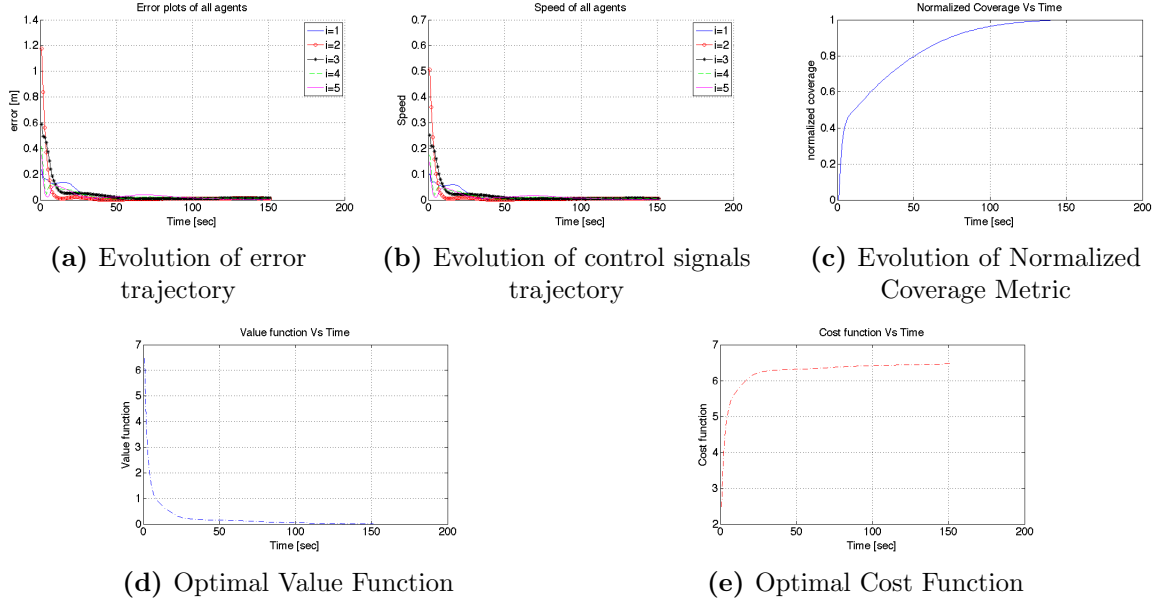 Error plots of all agents
1.4
1.2
1
0.8
0.6
0.4
0.2
0
error [m]
i=1
i=2
i=3
i=4
i=5
0 50 100 150 200
Time [sec]
(a) Evolution of error
trajectory
Speed of all agents
0.7
0.6
0.5
0.4
0.3
0.2
0.1
0
Speed
i=1
i=2
i=3
i=4
i=5
0 50 100 150 200
Time [sec]
(b) Evolution of control signals
trajectory
Normalized Coverage Vs Time
1
0.8
0.6
0.4
0.2
0
normalized coverage
0 50 100 150 200
Time [sec]
(c) Evolution of Normalized
Coverage Metric
Value function Vs Time
7
6
5
4
3
2
1
0
Value function
0 50 100 150 200
Time [sec]
(d) Optimal Value Function
Cost function Vs Time
7
6
5
4
3
2
Cost function
0 50 100 150 200
Time [sec]
(e) Optimal Cost Function